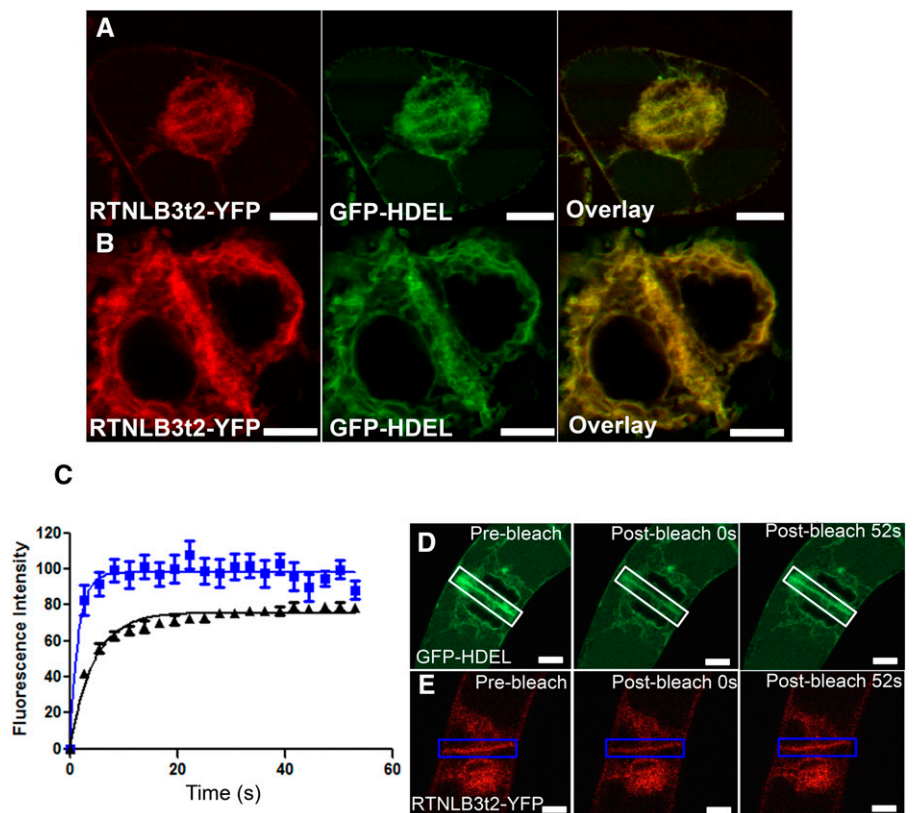 A
RTNLB3t2-YFP GFP-HDEL Overlay
B
RTNLB3t2-YFP GFP-HDEL Overlay
C
120
100
80
60
40
20
0
0 20 40 60
Time (s)
Fluorescence Intensity
D
Pre-bleach Post-bleach 0s Post-bleach 52s
GFP-HDEL
E
Pre-bleach Post-bleach 0s Post-bleach 52s
RTNLB3t2-YFP